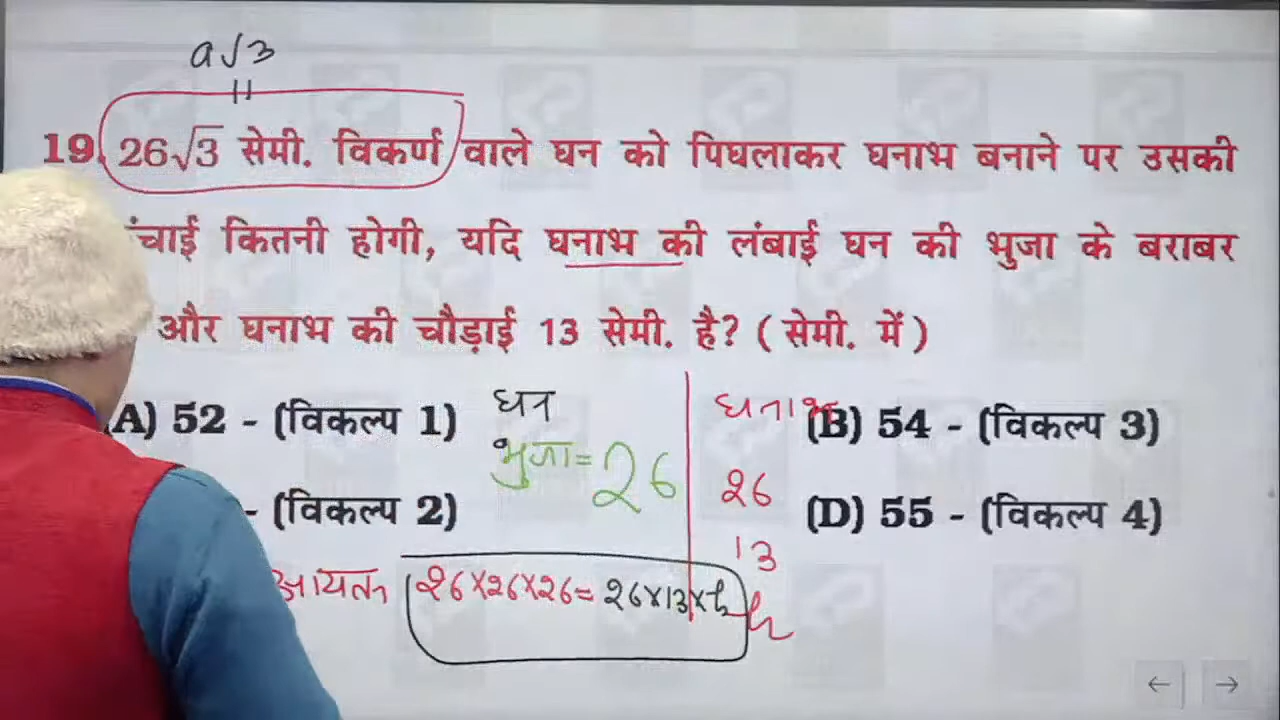 a√3
=
19. 26√3 सेमी. विकर्ण वाले घन को पिघलाकर घनाभ बनाने पर उसकी
ंचाई कितनी होगी, यदि घनाभ की लंबाई घन की भुजा के बराबर
और घनाभ की चौड़ाई 13 सेमी. है? ( सेमी. में )
A) 52 - (विकल्प 1)
(B) 54 - (विकल्प 3)
घन
घनाभ
भुजा = 26
26
- (विकल्प 2)
(D) 55 - (विकल्प 4)
13
आयतन
26×26×26 = 26×13×h
h